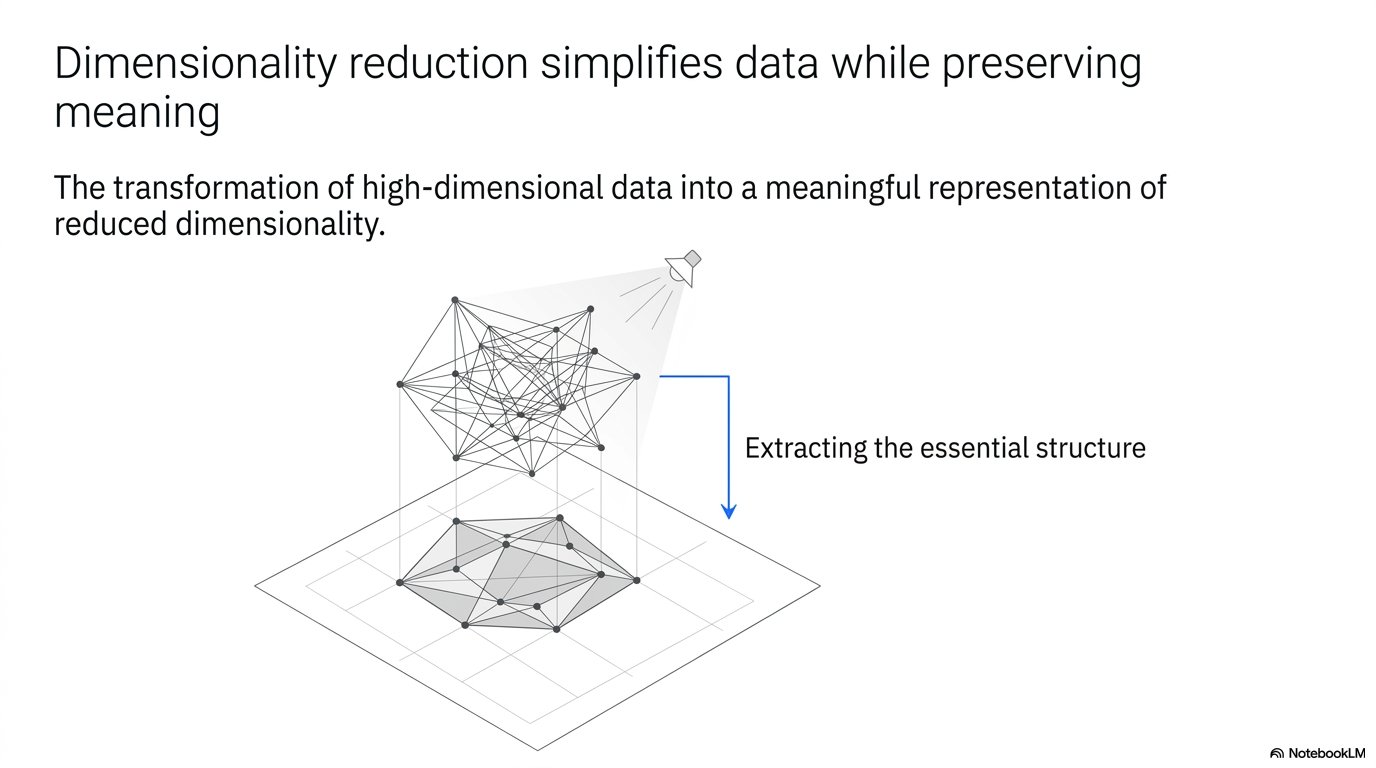 Dimensionality reduction simplifies data while preserving
meaning
The transformation of high-dimensional data into a meaningful representation of
reduced dimensionality.
Extracting the essential structure
NotebookLM